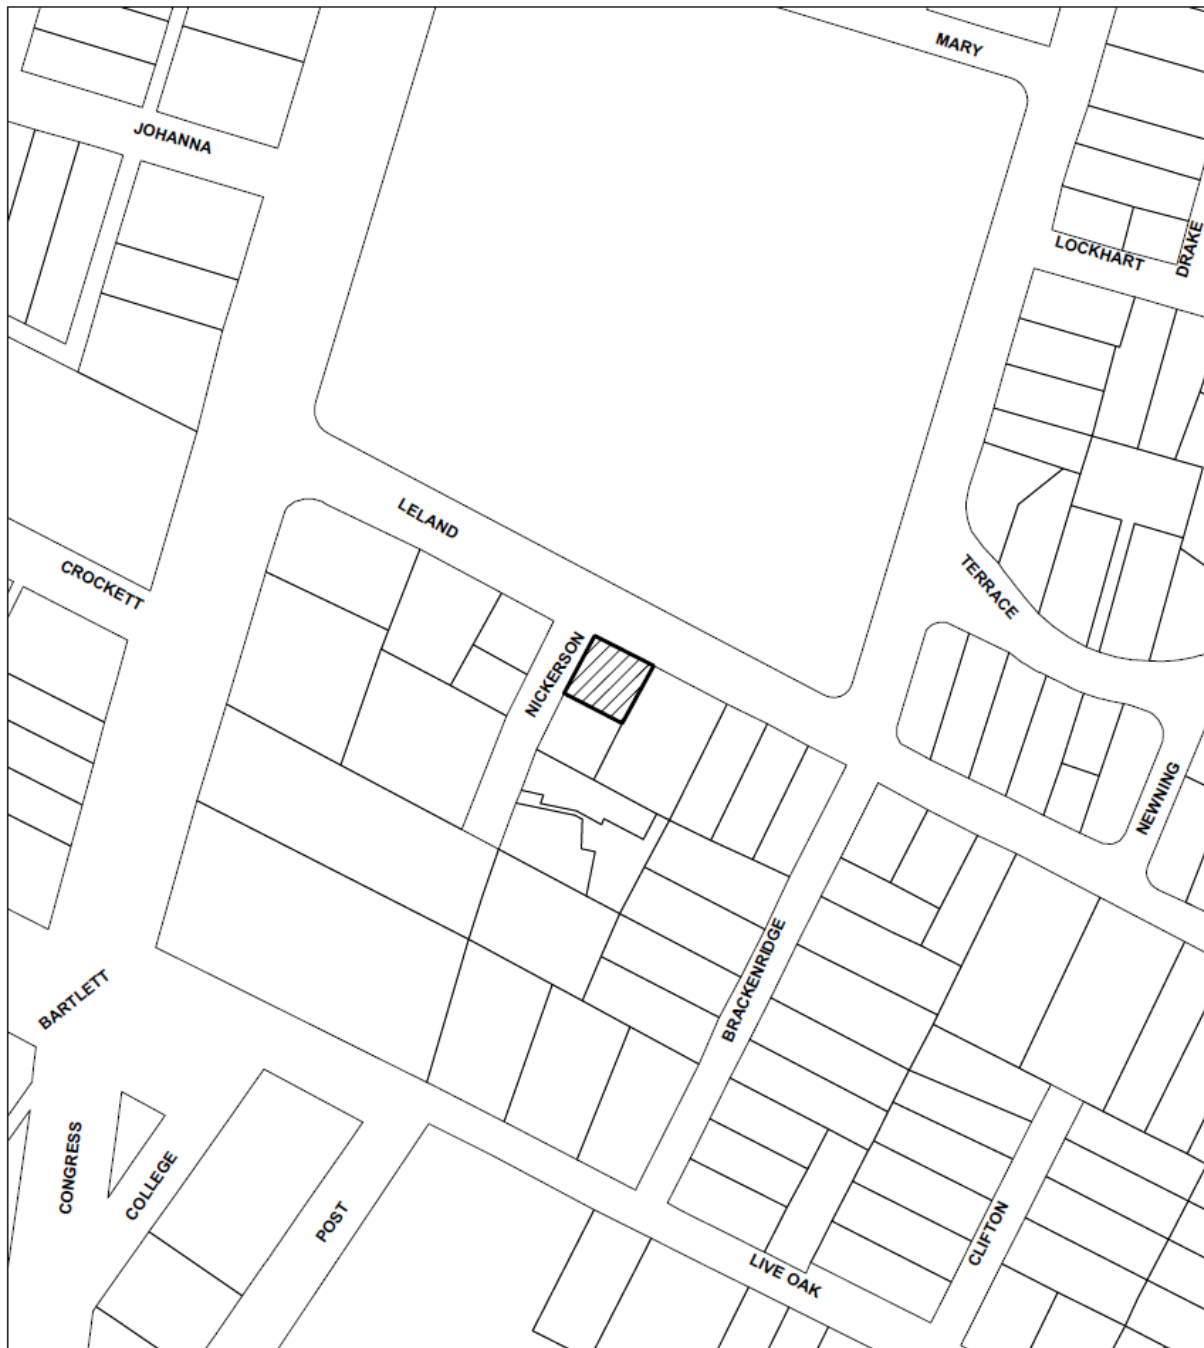 MARY
JOHANNA
DRAKE
LOCKHART
LELAND
CROCKETT
TERRACE
NICKERSON
NEWNING
BRACKENRIDGE
BARTLETT
CONGRESS
COLLEGE
POST
CLIFTON
LIVE OAK